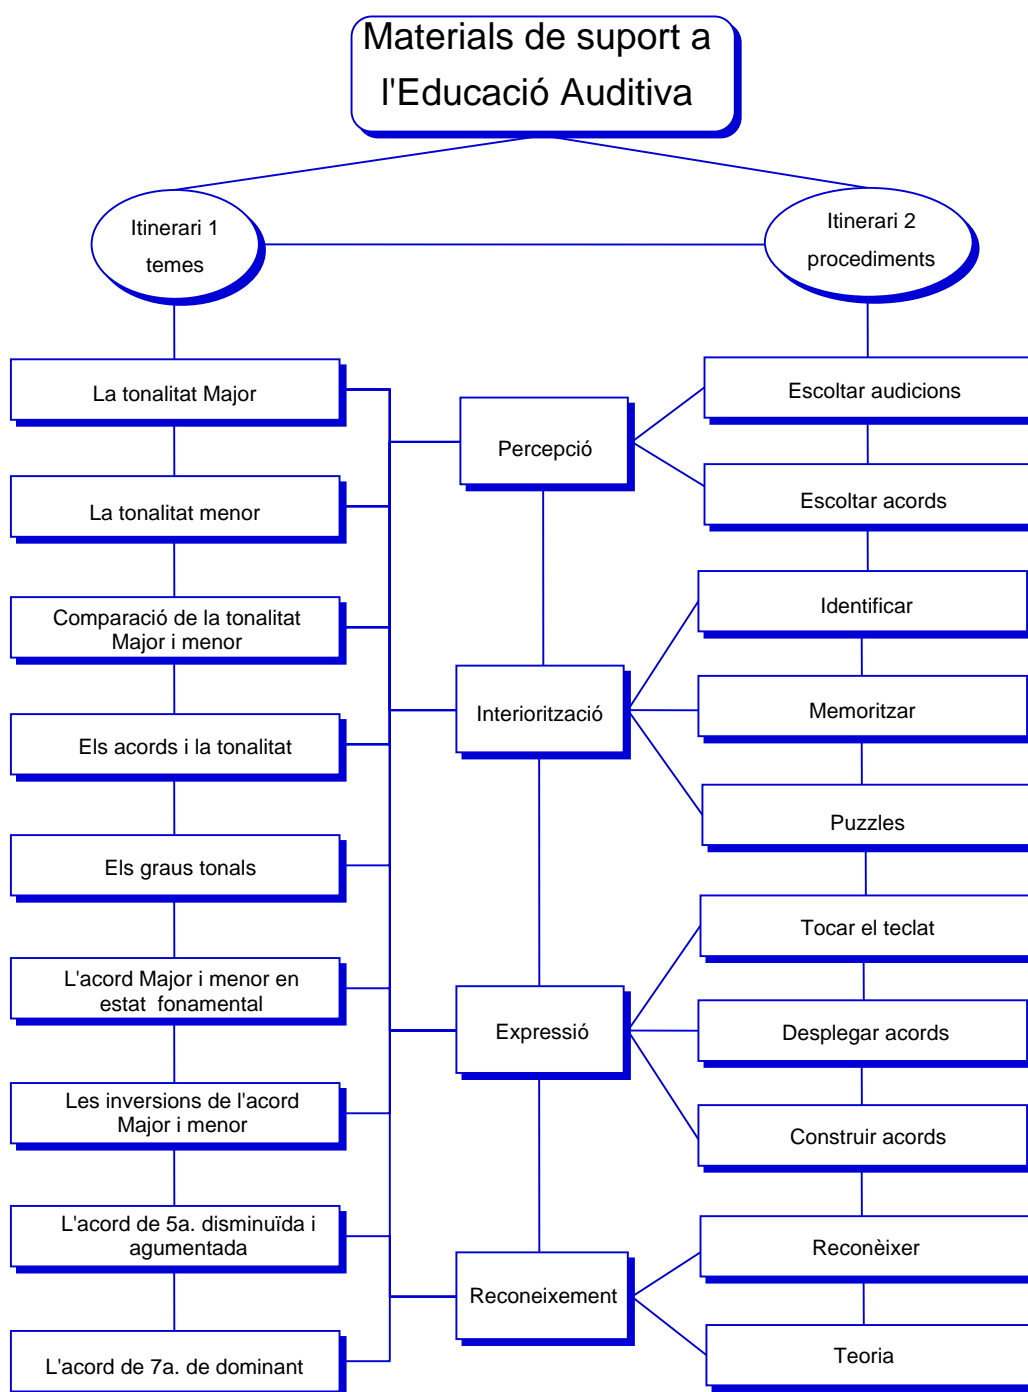 Materials de suport a
l'Educació Auditiva
Itinerari 1
temes
Itinerari 2
procediments
La tonalitat Major
La tonalitat menor
Comparació de la tonalitat
Major i menor
Els acords i la tonalitat
Els graus tonals
L'acord Major i menor en
estat fonamental
Les inversions de l'acord
Major i menor
L'acord de 5a. disminuïda i
agumentada
L'acord de 7a. de dominant
Percepció
Interiorització
Expressió
Reconeixement
Escoltar audicions
Escoltar acords
Identificar
Memoritzar
Puzzles
Tocar el teclat
Desplegar acords
Construir acords
Reconèixer
Teoria